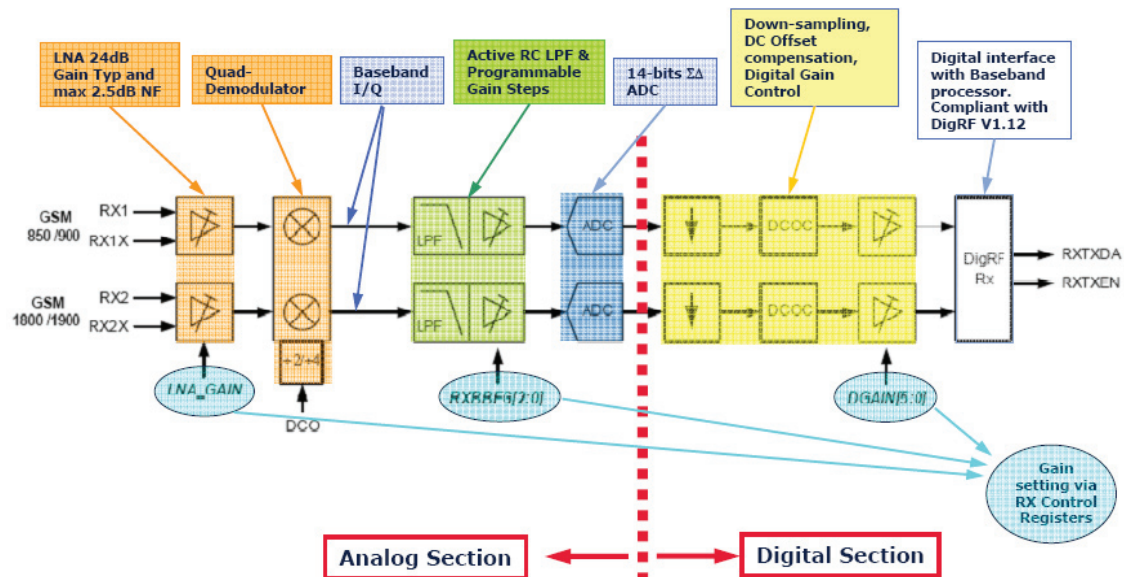 LNA 24dB
Gain Typ and
max 2.5dB NF
Quad-
Demodulator
Baseband
I/Q
Active RC LPF &
Programmable
Gain Steps
14-bits ΣΔ
ADC
Down-sampling,
DC Offset
compensation,
Digital Gain
Control
Digital interface
with Baseband
processor.
Compliant with
DigRF V1.12
GSM
850 /900
RX1
RX1X
LPF
ADC
DCOC
DigRF
Rx
RXTXDA
RXTXEN
GSM
1800 /1900
RX2
RX2X
LPF
ADC
DCOC
÷2/÷4
DCO
LNA_GAIN
RXBBFG[2:0]
DGAIN[5:0]
Gain
setting via
RX Control
Registers
Analog Section
Digital Section